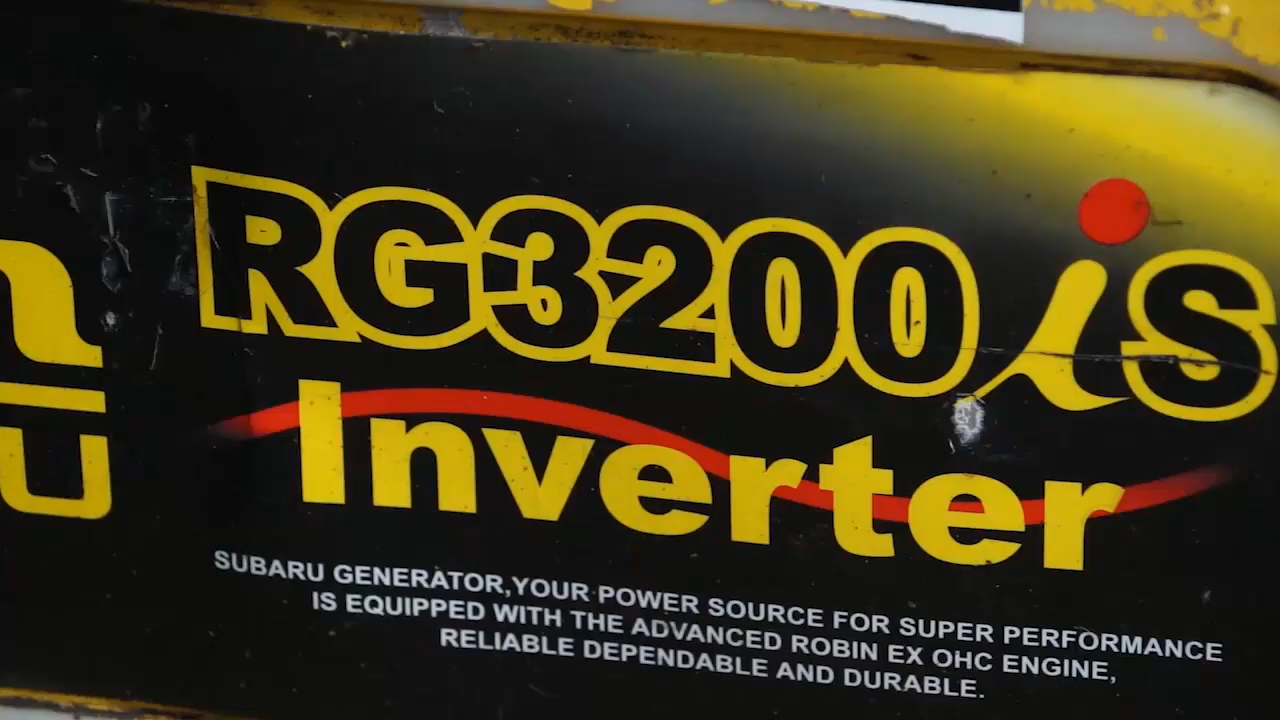 RG3200iS
Inverter
SUBARU GENERATOR,YOUR POWER SOURCE FOR SUPER PERFORMANCE
IS EQUIPPED WITH THE ADVANCED ROBIN EX OHC ENGINE,
RELIABLE DEPENDABLE AND DURABLE.